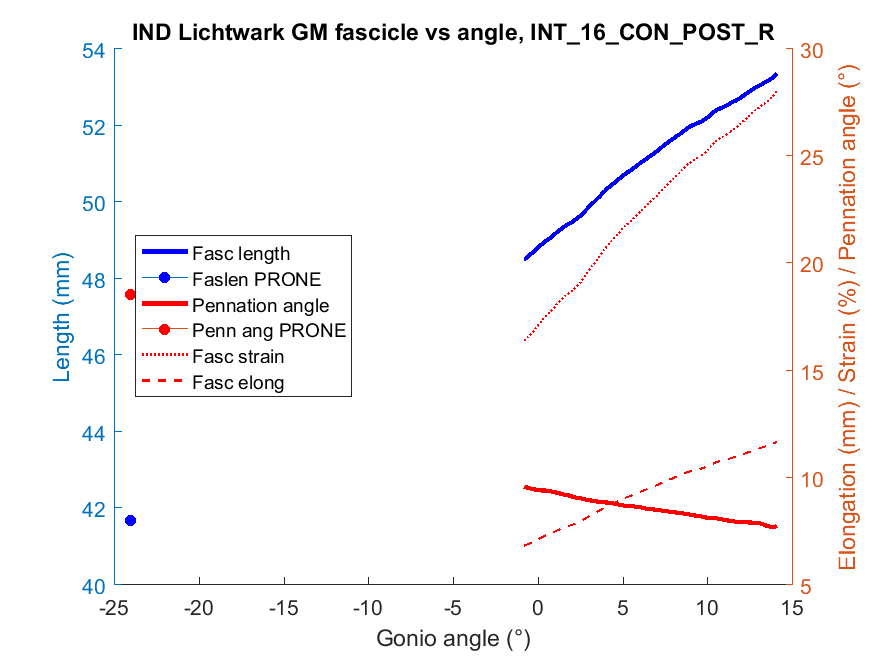 IND Lichtwark GM fascicle vs angle, INT_16_CON_POST_R
54
52
50
48
46
44
42
40
Length (mm)
30
25
20
15
10
5
Elongation (mm) / Strain (%) / Pennation angle (°)
Fasc length
Faslen PRONE
Pennation angle
Penn ang PRONE
Fasc strain
Fasc elong
-25 -20 -15 -10 -5 0 5 10 15
Gonio angle (°)